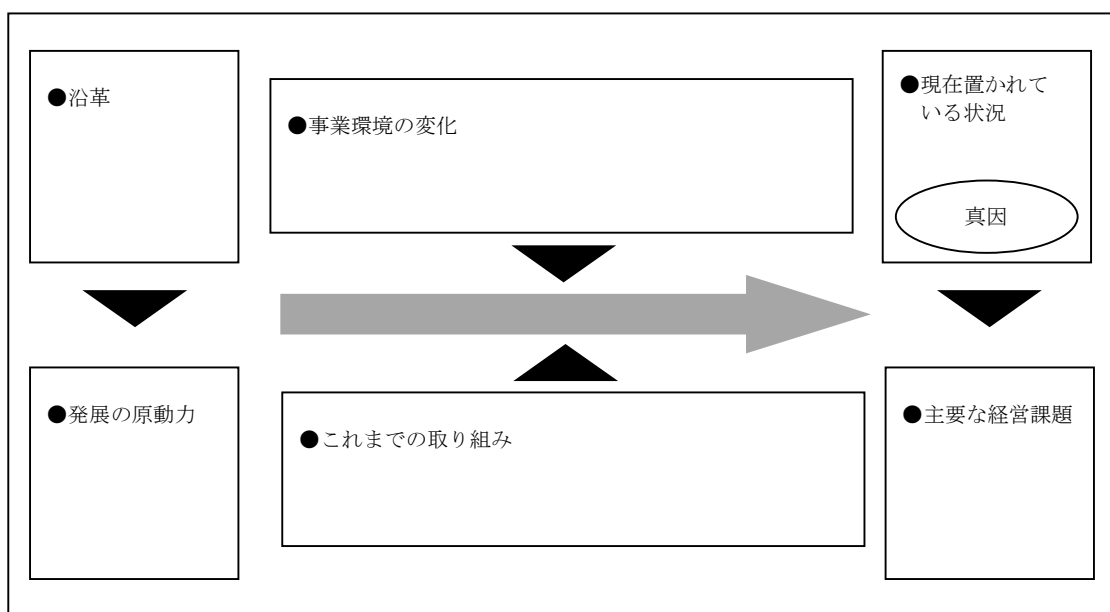 ●沿革
●事業環境の変化
●現在置かれて
いる状況
真因
●発展の原動力
●これまでの取り組み
●主要な経営課題